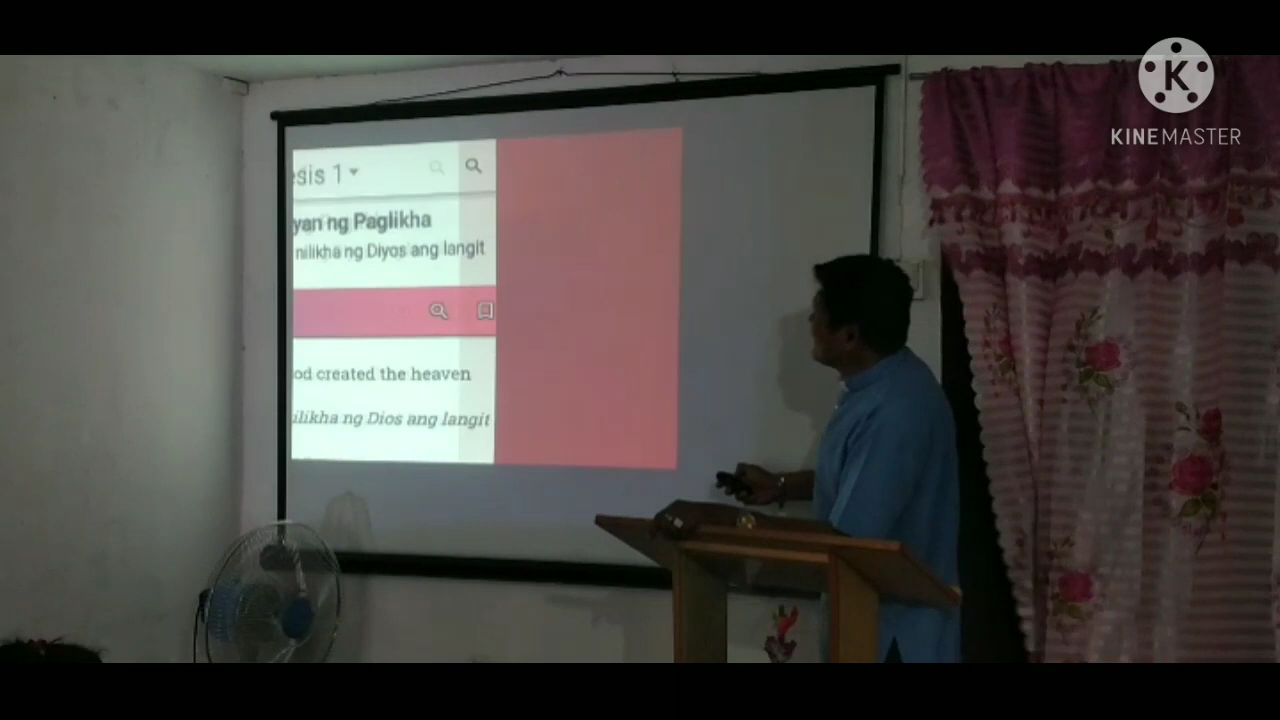 esis 1
yan ng Paglikha
nilikha ng Diyos ang langit
od created the heaven
ilikha ng Dios ang langit
K
KINEMASTER